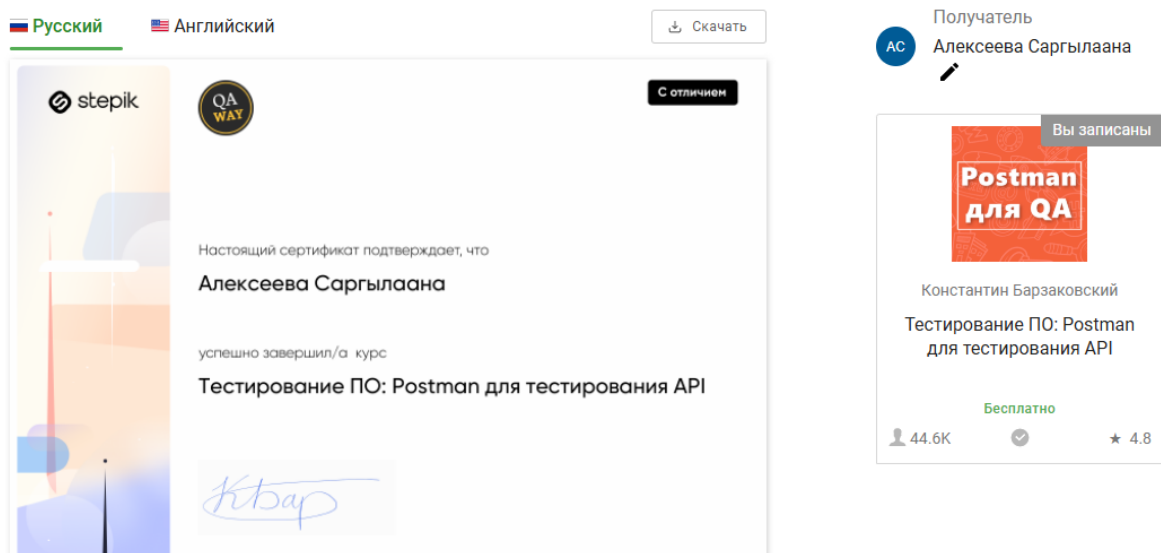 Русский
Английский
Скачать
stepik
QA
WAY
С отличием
Настоящий сертификат подтверждает, что
Алексеева Саргылаана
успешно завершил/а курс
Тестирование ПО: Postman для тестирования API
КБар
Получатель
АС
Алексеева Саргылаана
Вы записаны
Postman
для QA
Константин Барзаковский
Тестирование ПО: Postman
для тестирования API
Бесплатно
44.6K
4.8